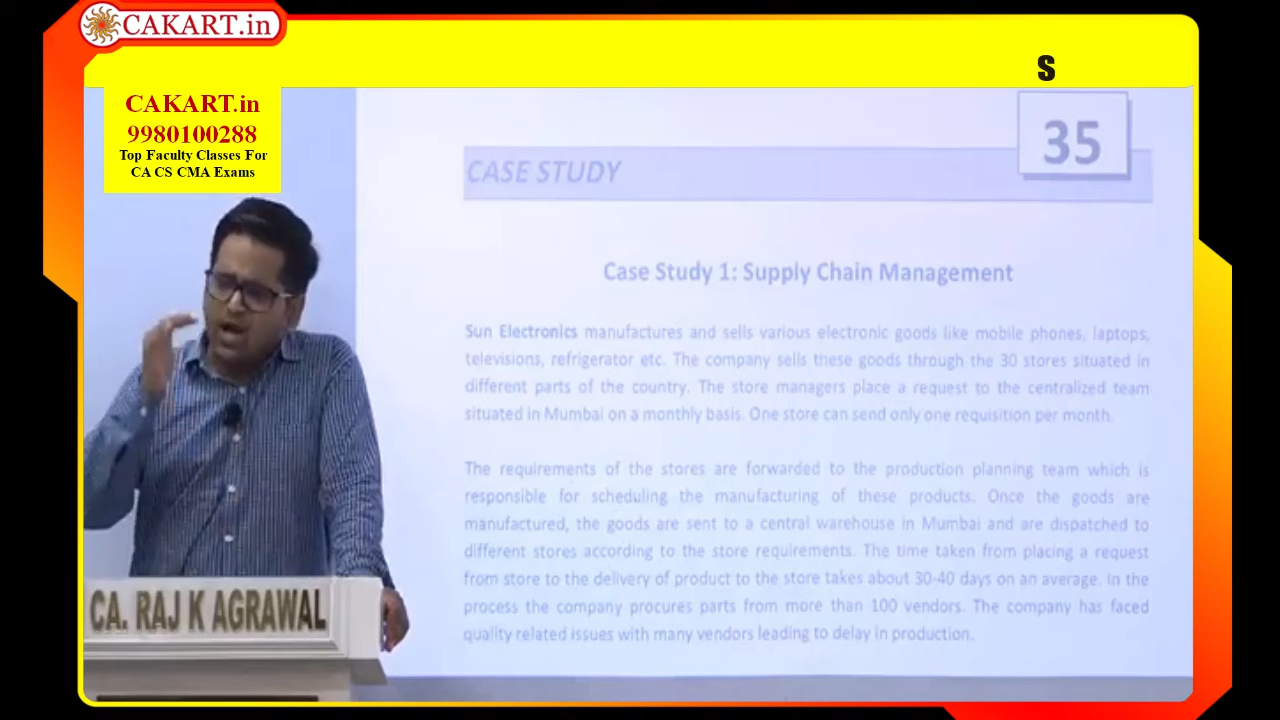 CAKART.in
S
CAKART.in
9980100288
Top Faculty Classes For
CA CS CMA Exams
35
CASE STUDY
Case Study 1: Supply Chain Management
Sun Electronics manufactures and sells various electronic goods like mobile phones, laptops,
televisions, refrigerator etc. The company sells these goods through the 30 stores situated in
different parts of the country. The store managers place a request to the centralized team
situated in Mumbai on a monthly basis. One store can send only one requisition per month.
The requirements of the stores are forwarded to the production planning team which is
responsible for scheduling the manufacturing of these products. Once the goods are
manufactured, the goods are sent to a central warehouse in Mumbai and are dispatched to
different stores according to the store requirements. The time taken from placing a request
from store to the delivery of product to the store takes about 30-40 days on an average. In the
process the company procures parts from more than 100 vendors. The company has faced
quality related issues with many vendors leading to delay in production.
CA. RAJ K AGRAWAL